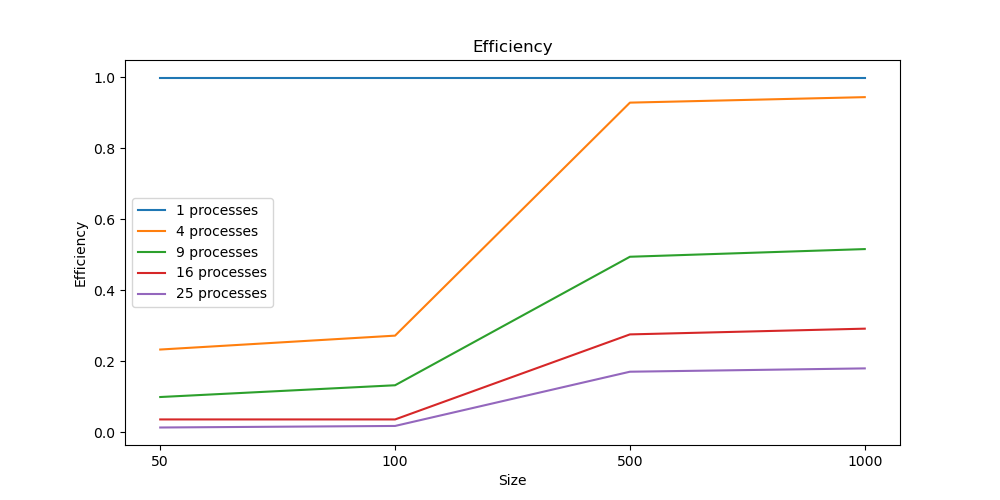 Efficiency
Efficiency
1.0
0.8
0.6
0.4
0.2
0.0
1 processes
4 processes
9 processes
16 processes
25 processes
50
100
500
1000
Size